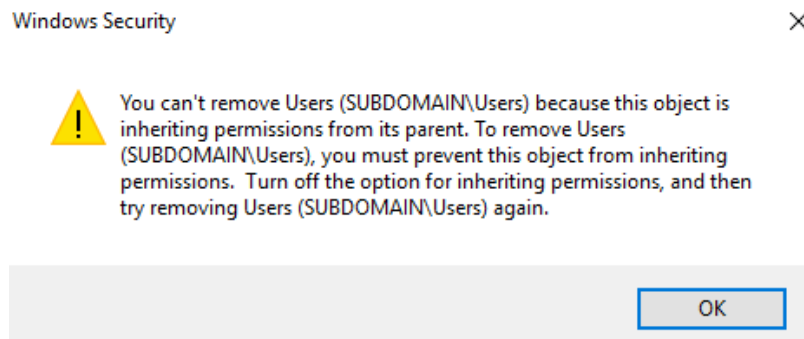 Windows Security
You can't remove Users (SUBDOMAIN\Users) because this object is
inheriting permissions from its parent. To remove Users
(SUBDOMAIN\Users), you must prevent this object from inheriting
permissions.  Turn off the option for inheriting permissions, and then
try removing Users (SUBDOMAIN\Users) again.
OK